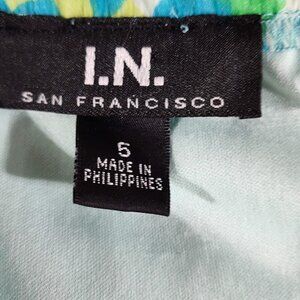 I.N.
SAN FRANCISCO
5
MADE IN
PHILIPPINES